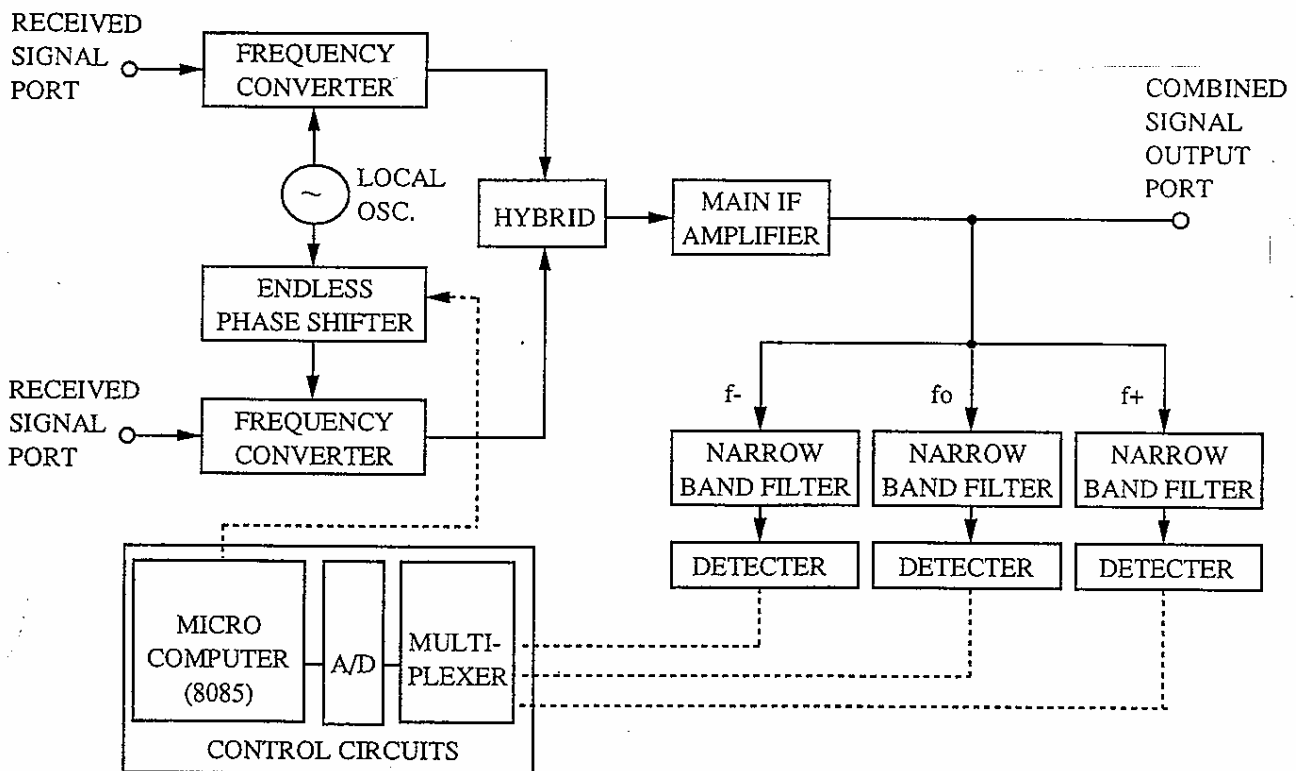 RECEIVED
SIGNAL
PORT
FREQUENCY
CONVERTER
LOCAL
OSC.
~
ENDLESS
PHASE SHIFTER
RECEIVED
SIGNAL
PORT
FREQUENCY
CONVERTER
HYBRID
MAIN IF
AMPLIFIER
COMBINED
SIGNAL
OUTPUT
PORT
f-
fo
f+
NARROW
BAND FILTER
NARROW
BAND FILTER
NARROW
BAND FILTER
DETECTER
DETECTER
DETECTER
MICRO
COMPUTER
(8085)
A/D
MULTI-
PLEXER
CONTROL CIRCUITS